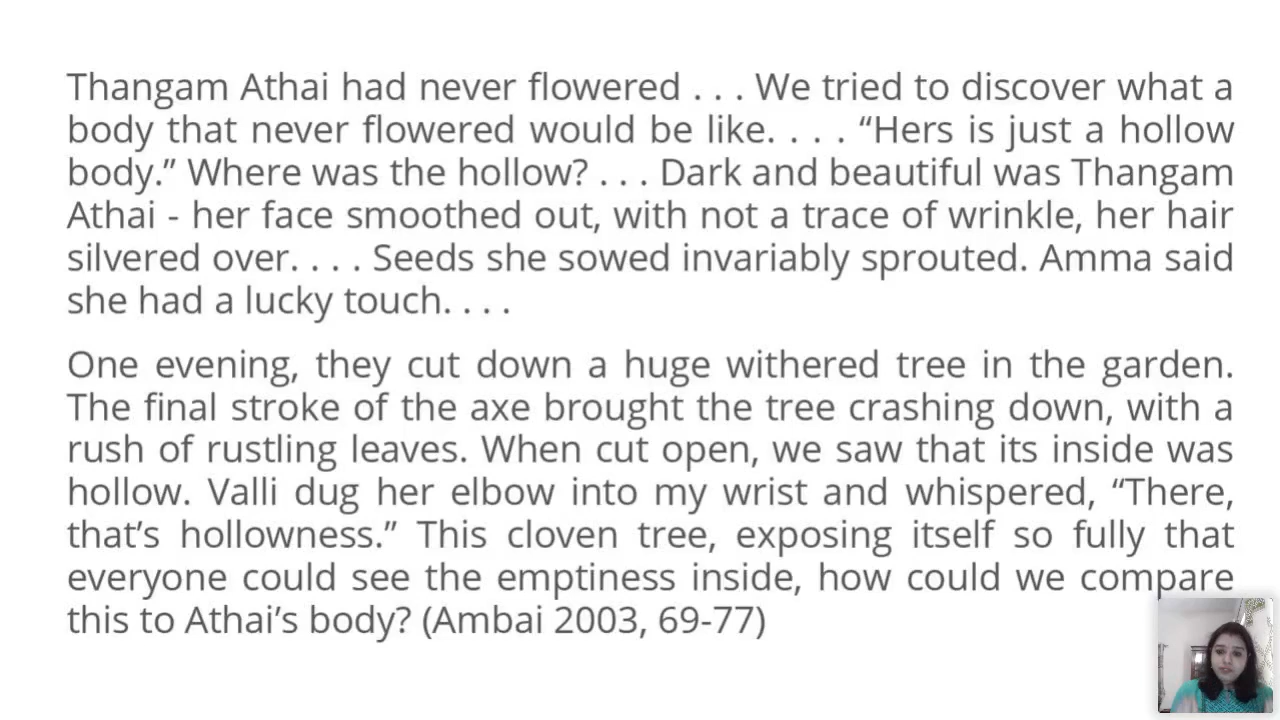 Thangam Athai had never flowered . . . We tried to discover what a
body that never flowered would be like. . . . “Hers is just a hollow
body.” Where was the hollow? . . . Dark and beautiful was Thangam
Athai - her face smoothed out, with not a trace of wrinkle, her hair
silvered over. . . . Seeds she sowed invariably sprouted. Amma said
she had a lucky touch. . . .
One evening, they cut down a huge withered tree in the garden.
The final stroke of the axe brought the tree crashing down, with a
rush of rustling leaves. When cut open, we saw that its inside was
hollow. Valli dug her elbow into my wrist and whispered, “There,
that’s hollowness.” This cloven tree, exposing itself so fully that
everyone could see the emptiness inside, how could we compare
this to Athai’s body? (Ambai 2003, 69-77)